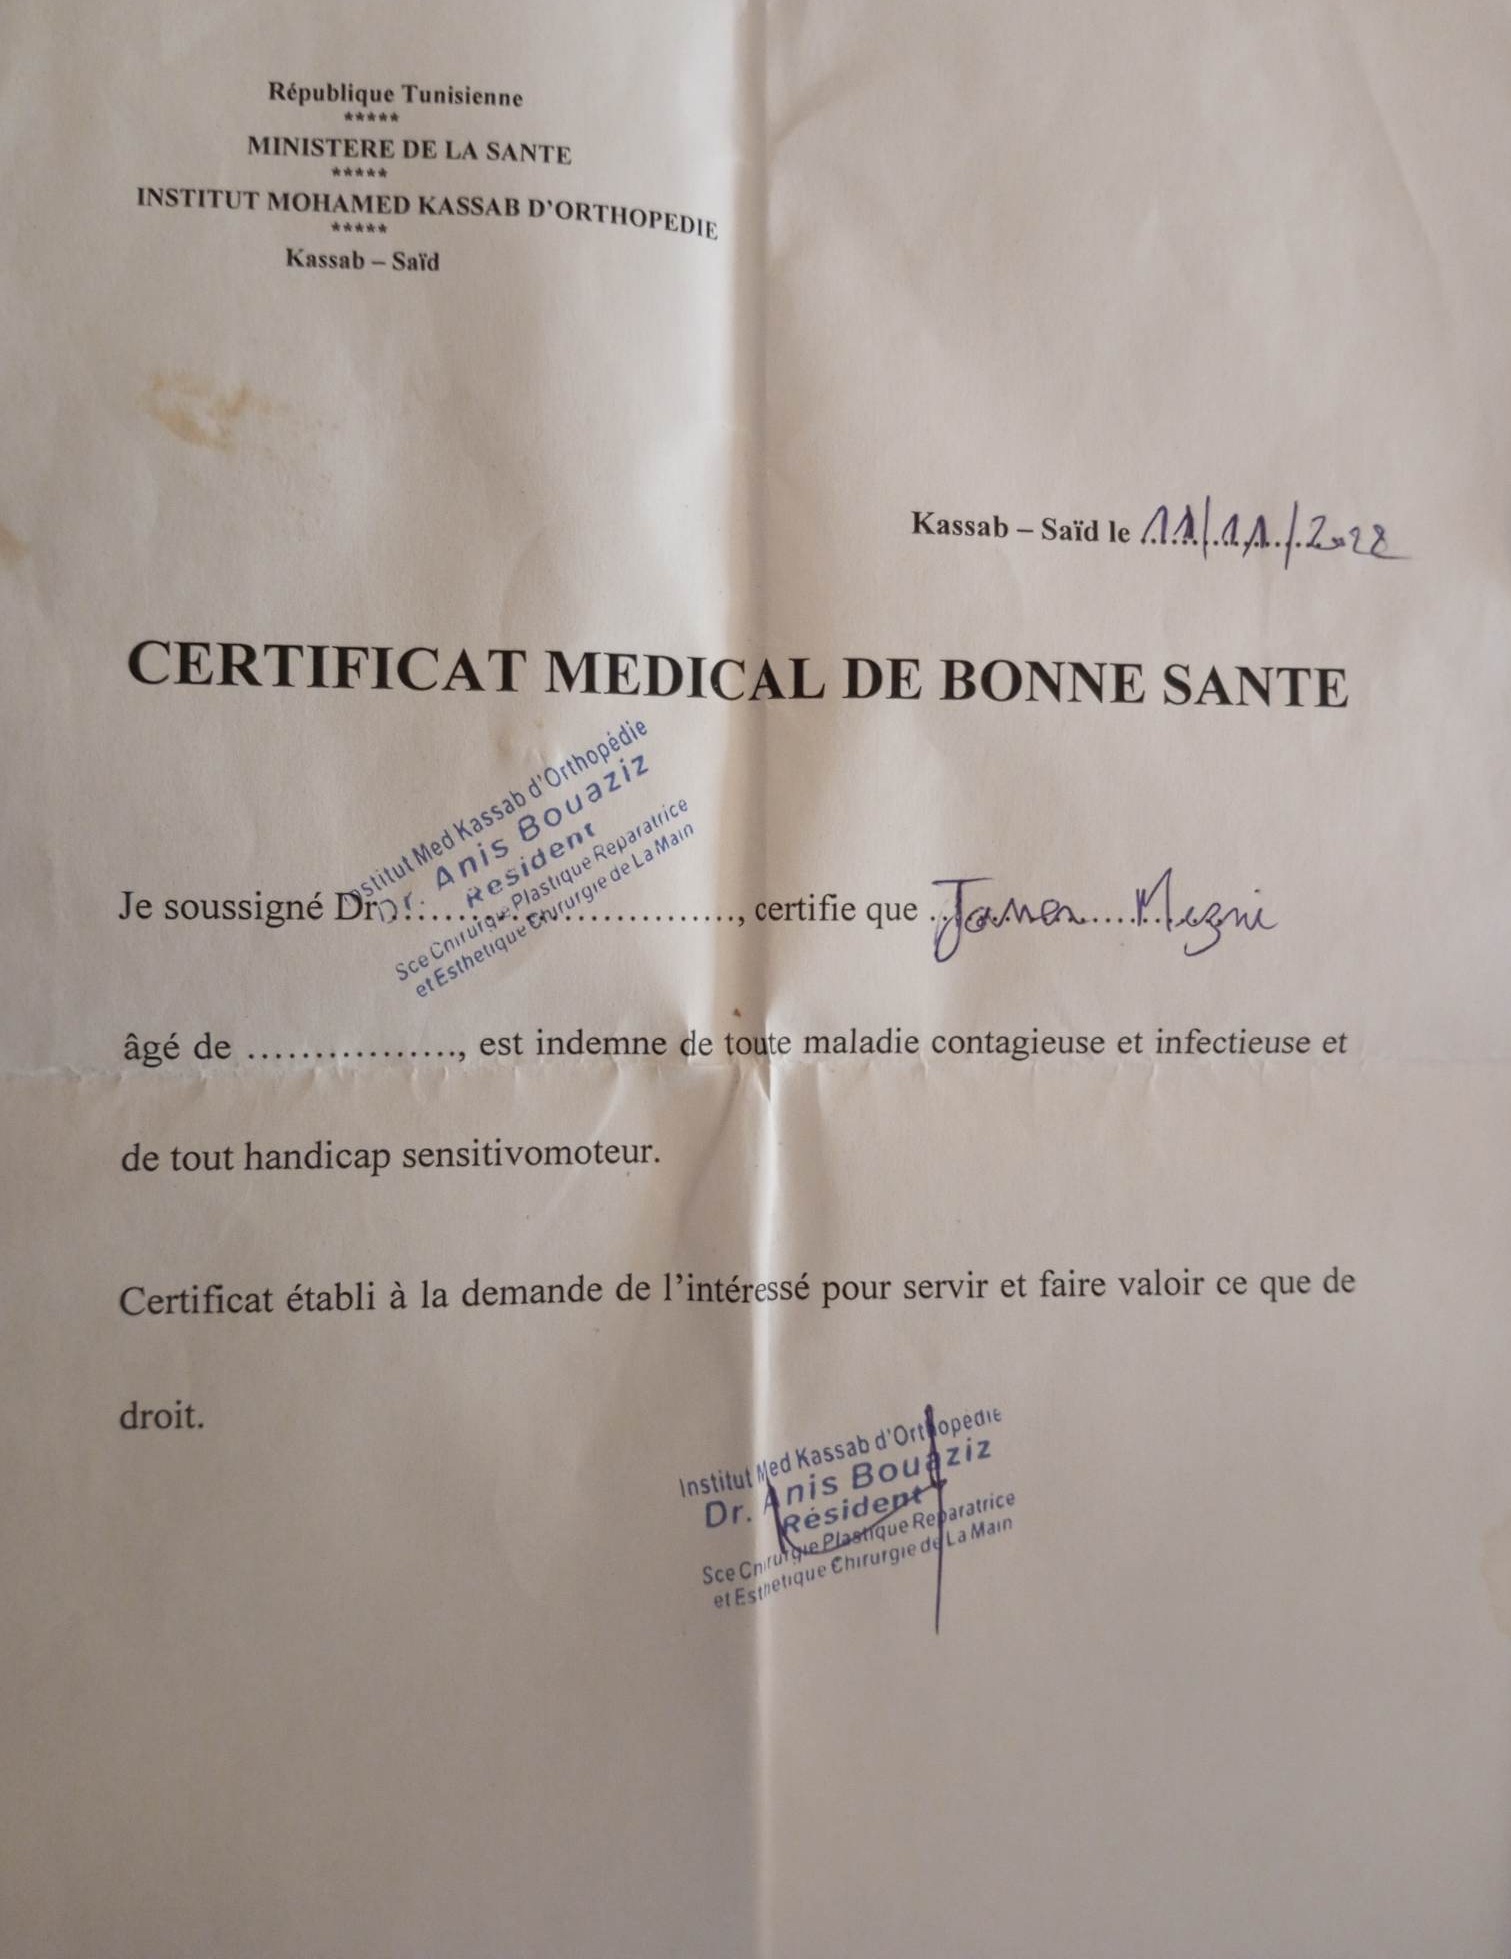 République Tunisienne
*****
MINISTERE DE LA SANTE
*****
INSTITUT MOHAMED KASSAB D'ORTHOPEDIE
*****
Kassab – Saïd
Kassab – Saïd le 11/11/2022
CERTIFICAT MEDICAL DE BONNE SANTE
Institut Med Kassab d'Orthopédie
Dr. Anis Bouaziz
Résident
Sce Chirurgie Plastique Reparatrice
et Esthetique Chirurgie de La Main
Je soussigné Dr.........................., certifie que Mezni
âgé de ................, est indemne de toute maladie contagieuse et infectieuse et
de tout handicap sensitivomoteur.
Certificat établi à la demande de l'intéressé pour servir et faire valoir ce que de
droit.
Institut Med Kassab d'Orthopédie
Dr. Anis Bouaziz
Résident
Sce Chirurgie Plastique Reparatrice
et Esthetique Chirurgie de La Main